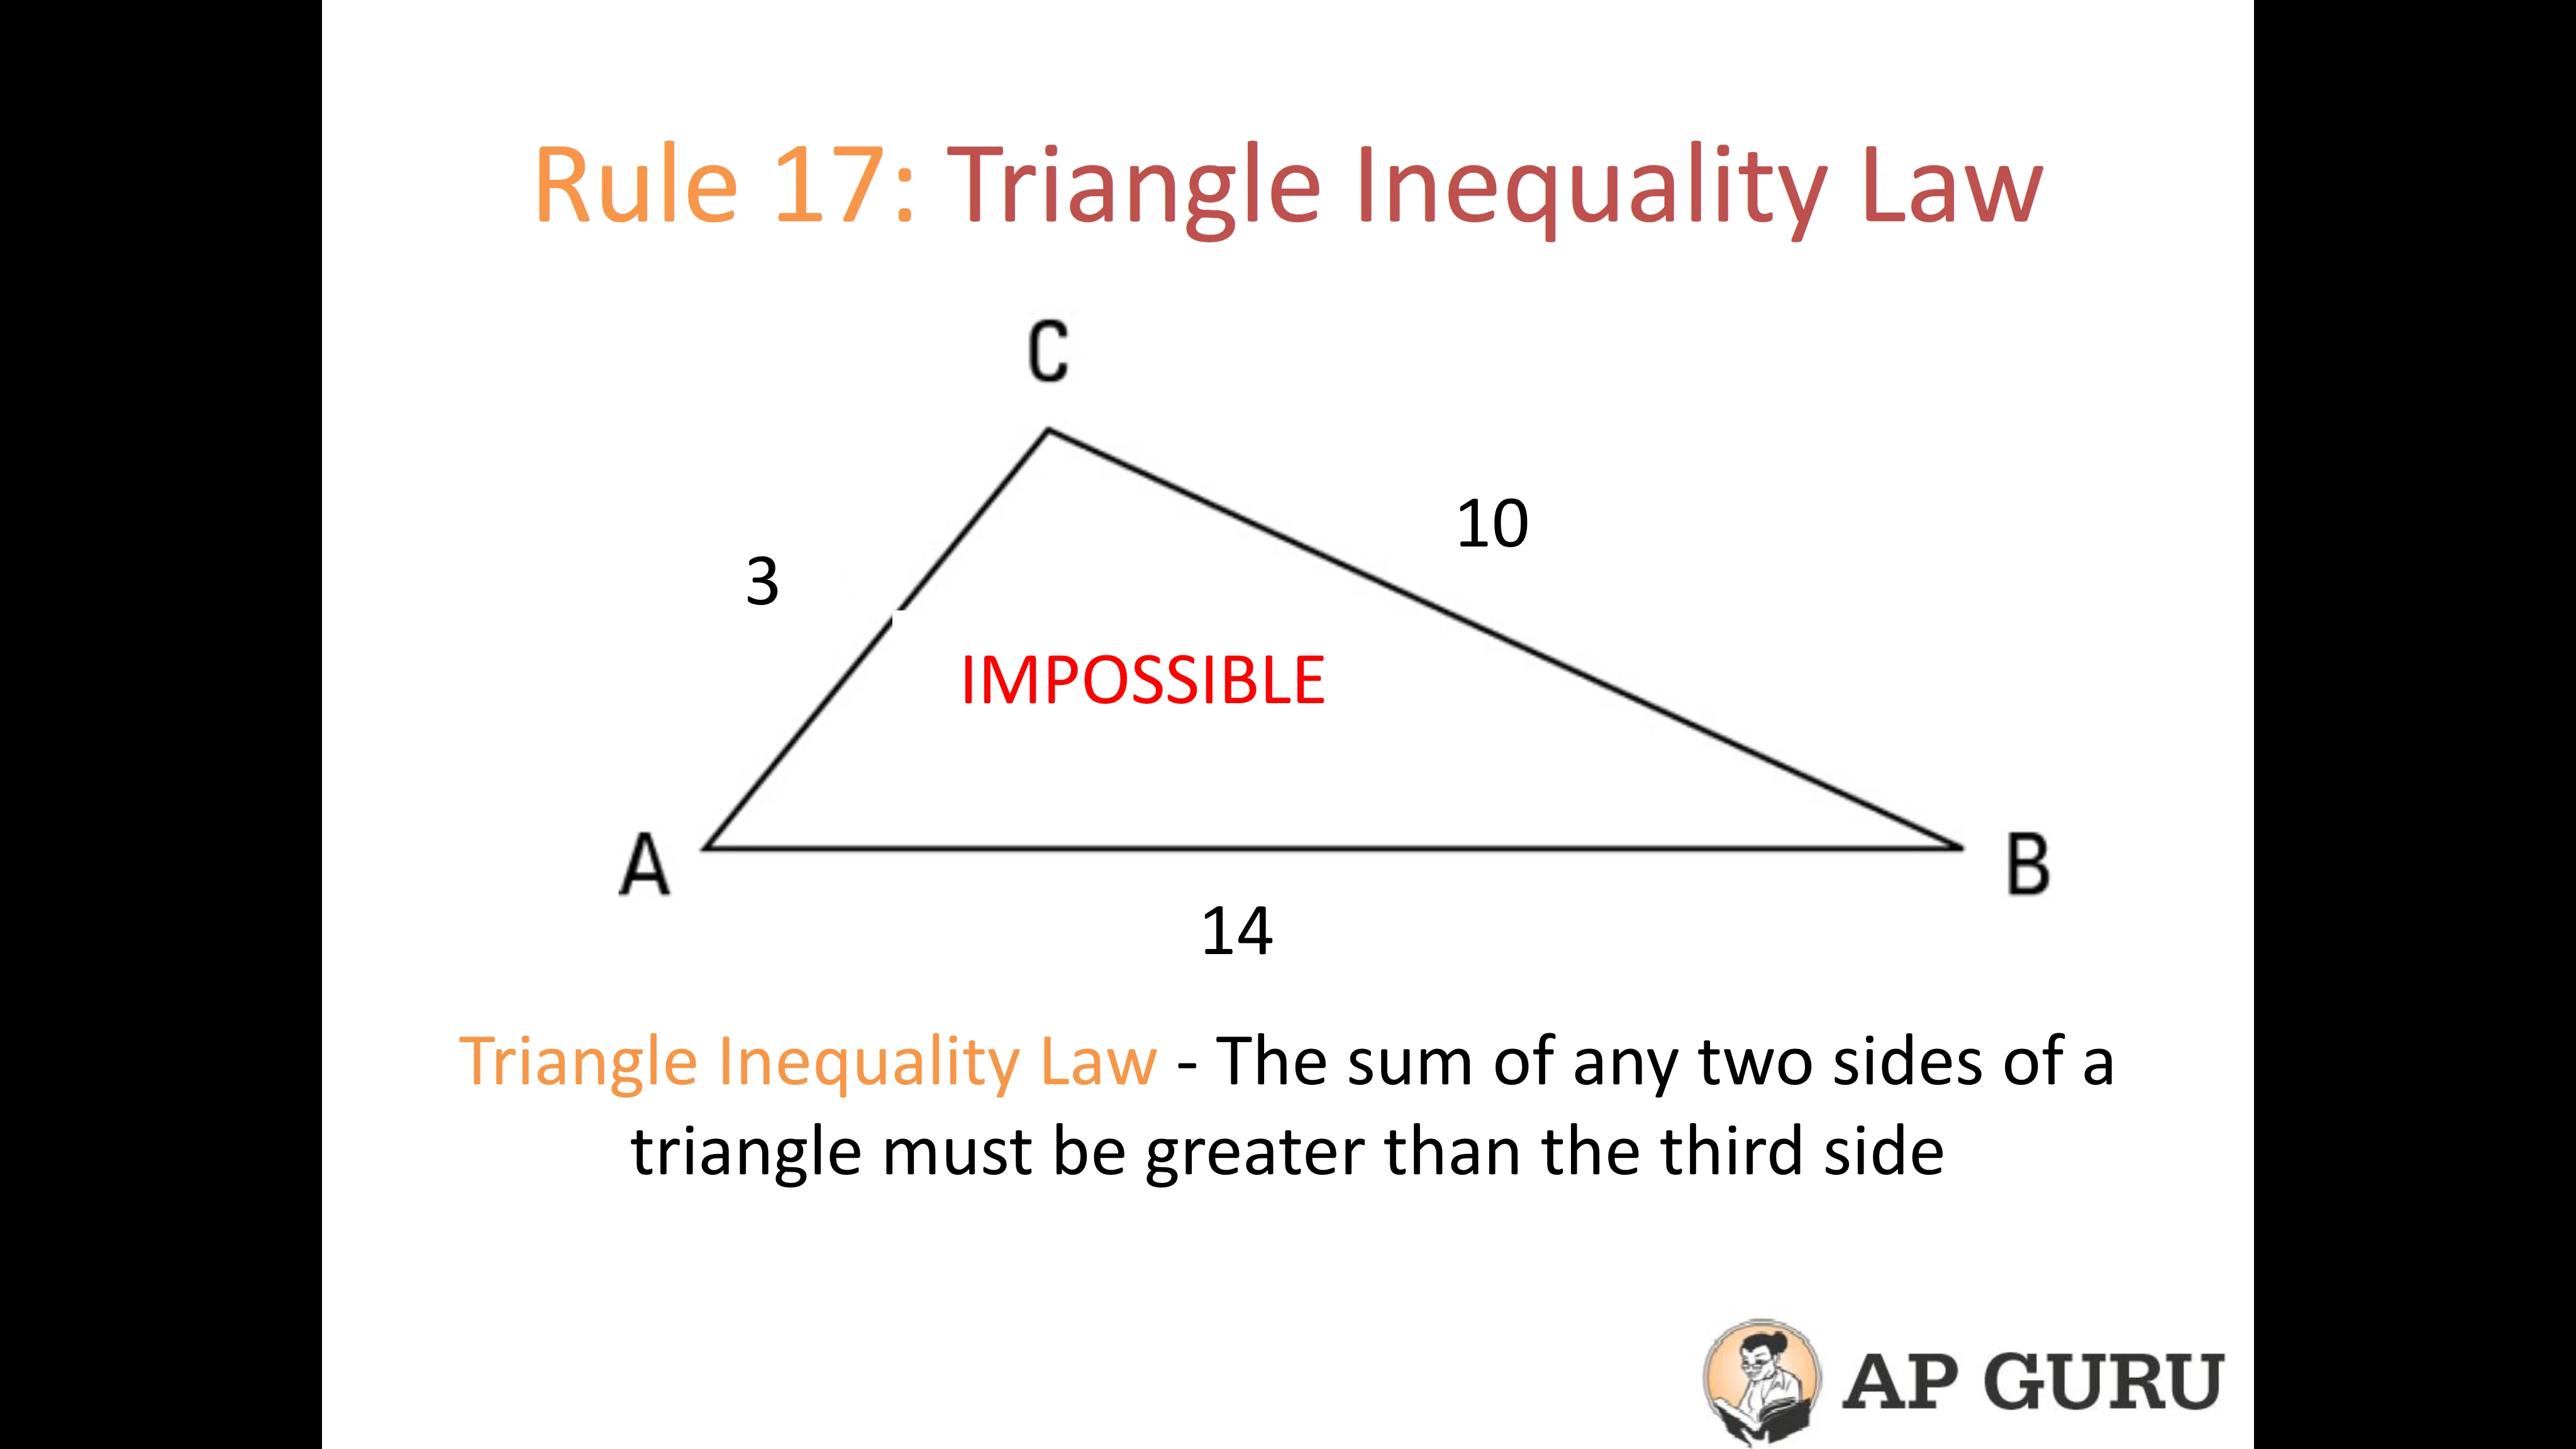 Rule 17: Triangle Inequality Law
C
10
3
IMPOSSIBLE
A
B
14
Triangle Inequality Law - The sum of any two sides of a
triangle must be greater than the third side
AP GURU